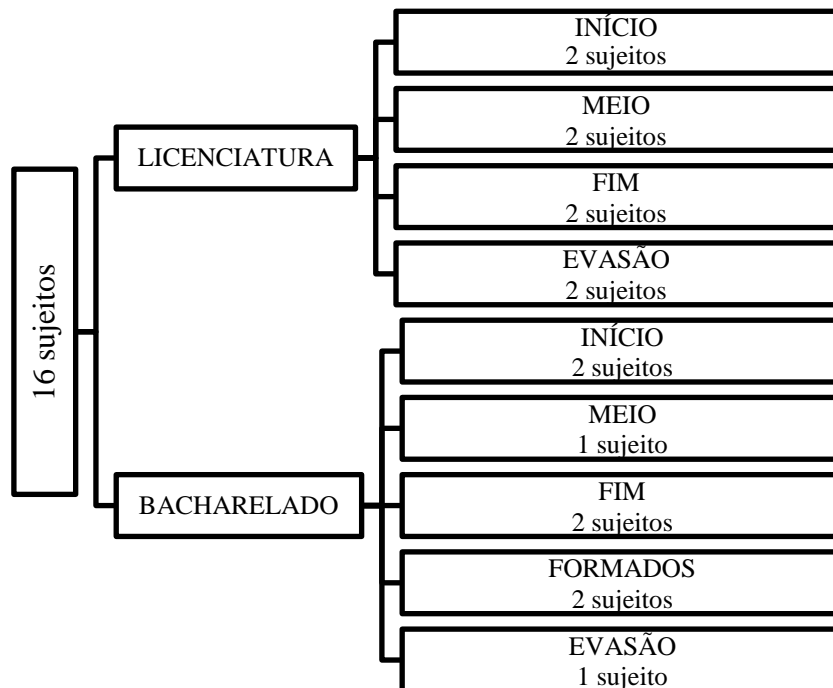 16 sujeitos
LICENCIATURA
INÍCIO
2 sujeitos
MEIO
2 sujeitos
FIM
2 sujeitos
EVASÃO
2 sujeitos
BACHARELADO
INÍCIO
2 sujeitos
MEIO
1 sujeito
FIM
2 sujeitos
FORMADOS
2 sujeitos
EVASÃO
1 sujeito